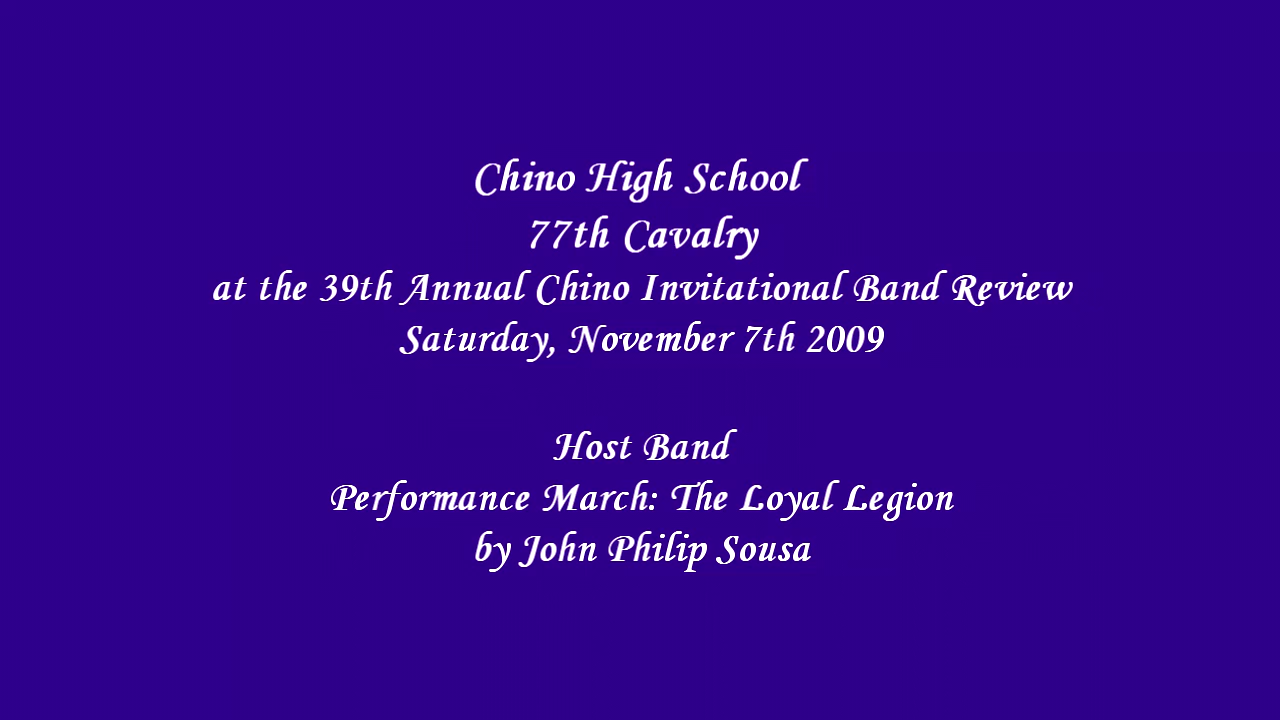 Chino High School
77th Cavalry
at the 39th Annual Chino Invitational Band Review
Saturday, November 7th 2009
Host Band
Performance March: The Loyal Legion
by John Philip Sousa